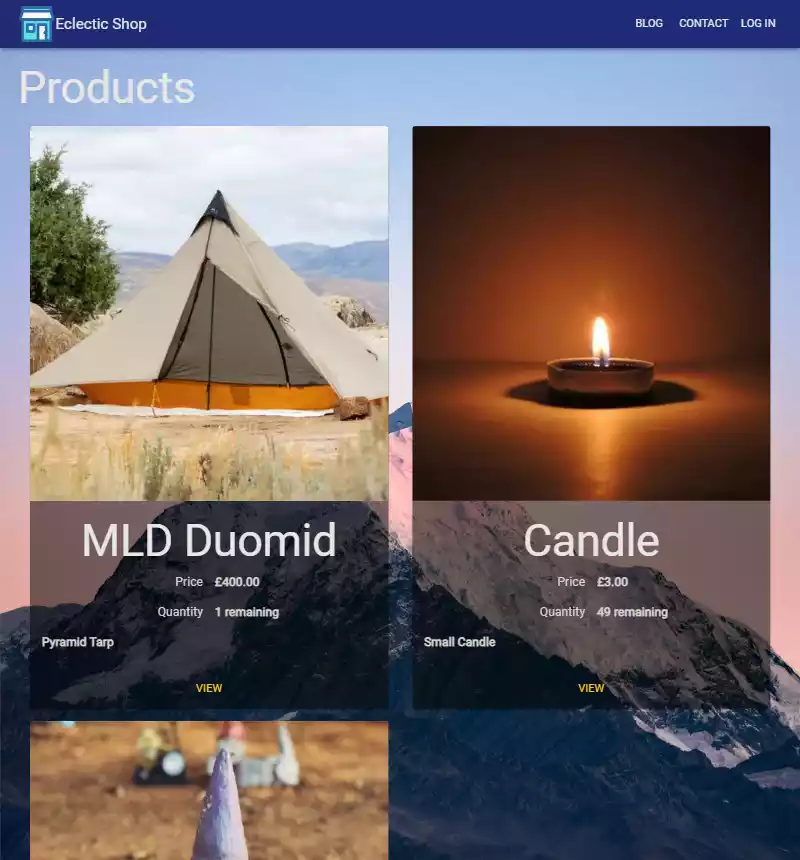 Eclectic Shop
BLOG CONTACT LOG IN
Products
MLD Duomid
Price £400.00
Quantity 1 remaining
Pyramid Tarp
VIEW
Candle
Price £3.00
Quantity 49 remaining
Small Candle
VIEW